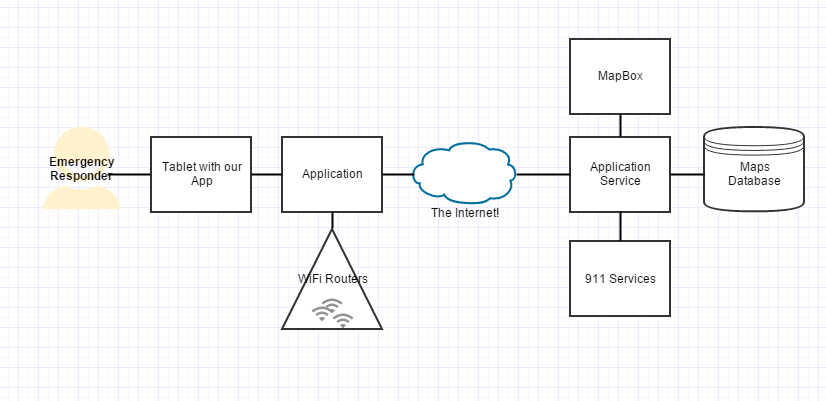 MapBox
Emergency
Responder
Tablet with our
App
Application
The Internet!
Application
Service
Maps
Database
WiFi Routers
911 Services